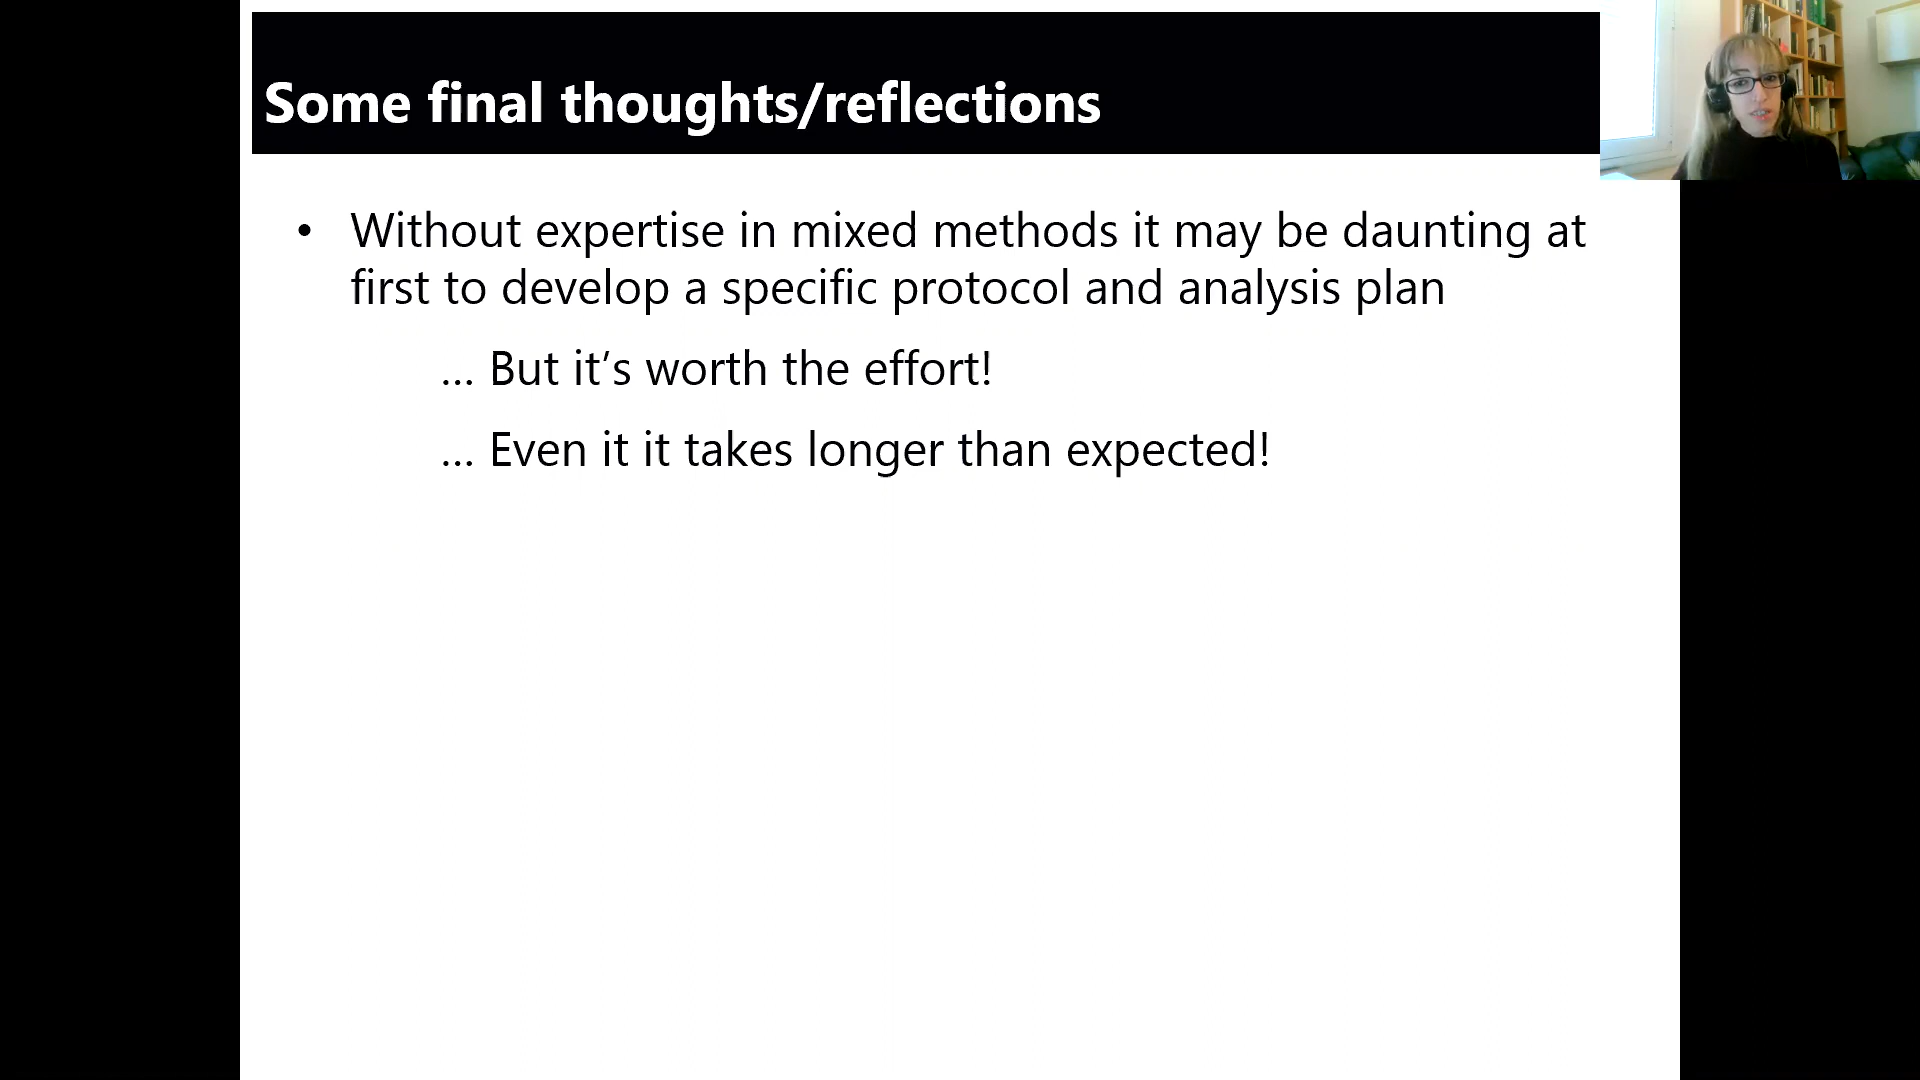 Some final thoughts/reflections
• Without expertise in mixed methods it may be daunting at
first to develop a specific protocol and analysis plan
... But it’s worth the effort!
... Even it it takes longer than expected!